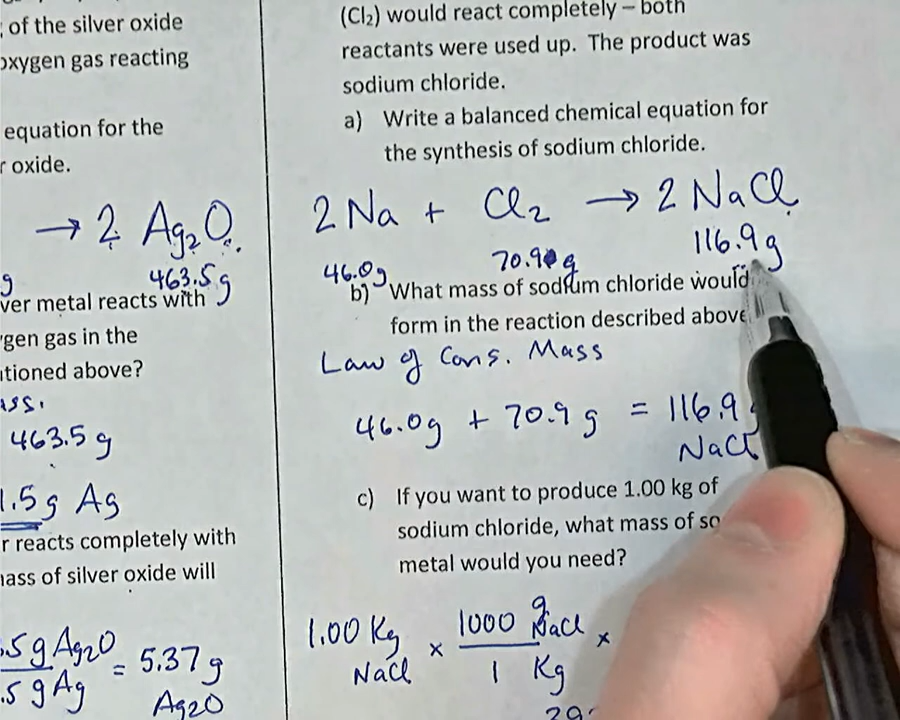 of the silver oxide
oxygen gas reacting
equation for the
oxide.
→ 2 Ag₂O
g 463.5 g
ver metal reacts with
gen gas in the
tioned above?
463.5 g
1.5 g Ag
r reacts completely with
mass of silver oxide will
.5 g Ag₂O
.5 g Ag
= 5.37 g
Ag₂O
(Cl₂) would react completely – both
reactants were used up. The product was
sodium chloride.
a) Write a balanced chemical equation for
the synthesis of sodium chloride.
2 Na + Cl₂ → 2 NaCl
46.0g 70.9 g 116.9 g
b) What mass of sodium chloride would
form in the reaction described above
Law of Cons. Mass
46.0g + 70.9 g = 116.9
NaCl
c) If you want to produce 1.00 kg of
sodium chloride, what mass of so
metal would you need?
1.00 Kg NaCl × 1000 g NaCl ×
1 Kg